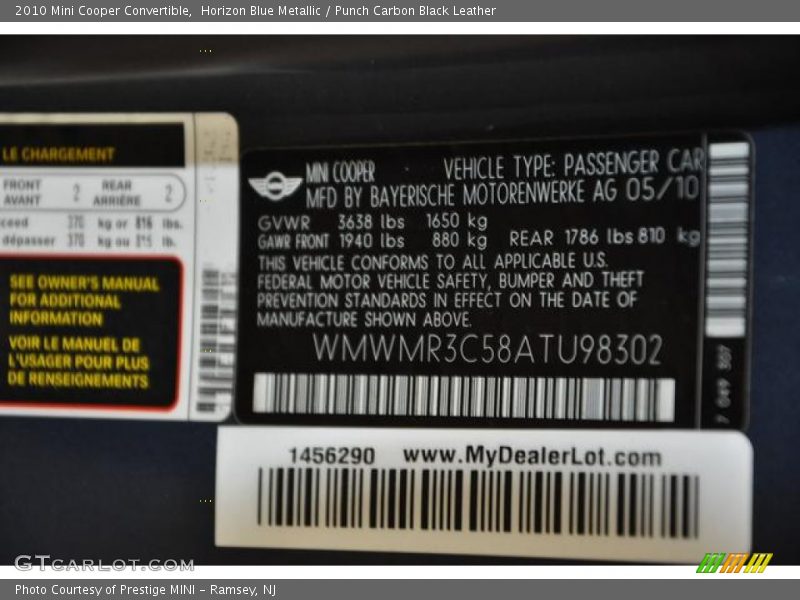 2010 Mini Cooper Convertible,  Horizon Blue Metallic / Punch Carbon Black Leather
LE CHARGEMENT
FRONT
AVANT
2
REAR
ARRIÈRE
2
kg or 816 lbs.
dépasser 370 kg ou lb.
SEE OWNER'S MANUAL
FOR ADDITIONAL
INFORMATION
VOIR LE MANUEL DE
L'USAGER POUR PLUS
DE RENSEIGNEMENTS
MINI COOPER VEHICLE TYPE: PASSENGER CAR
MFD BY BAYERISCHE MOTORENWERKE AG 05/10
GVWR 3638 lbs 1650 kg
GAWR FRONT 1940 lbs 880 kg REAR 1786 lbs 810 kg
THIS VEHICLE CONFORMS TO ALL APPLICABLE U.S.
FEDERAL MOTOR VEHICLE SAFETY, BUMPER AND THEFT
PREVENTION STANDARDS IN EFFECT ON THE DATE OF
MANUFACTURE SHOWN ABOVE.
WMWMR3C58ATU98302
1456290 www.MyDealerLot.com
GTcarlot.com
Photo Courtesy of Prestige MINI – Ramsey, NJ